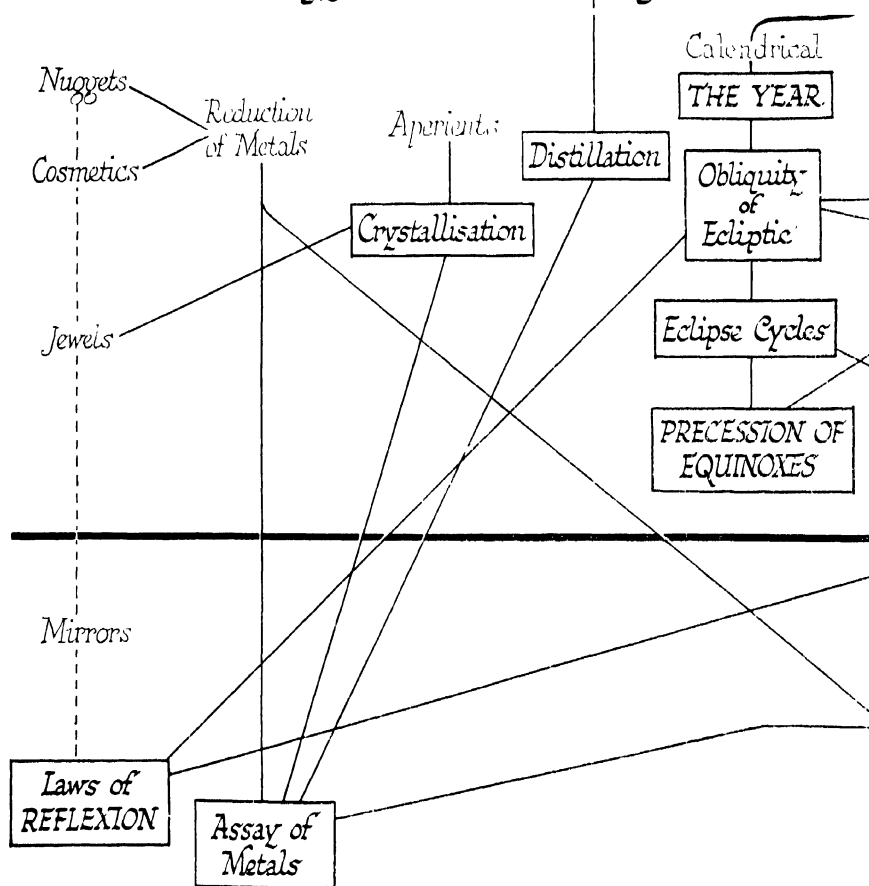 Calendrical
Nuggets
THE YEAR.
Reduction
of Metals
Aperients
Distillation
Cosmetics
Obliquity
of
Ecliptic
Crystallisation
Jewels
Eclipse Cycles
PRECESSION OF
EQUINOXES
Mirrors
Laws of
REFLEXION
Assay of
Metals